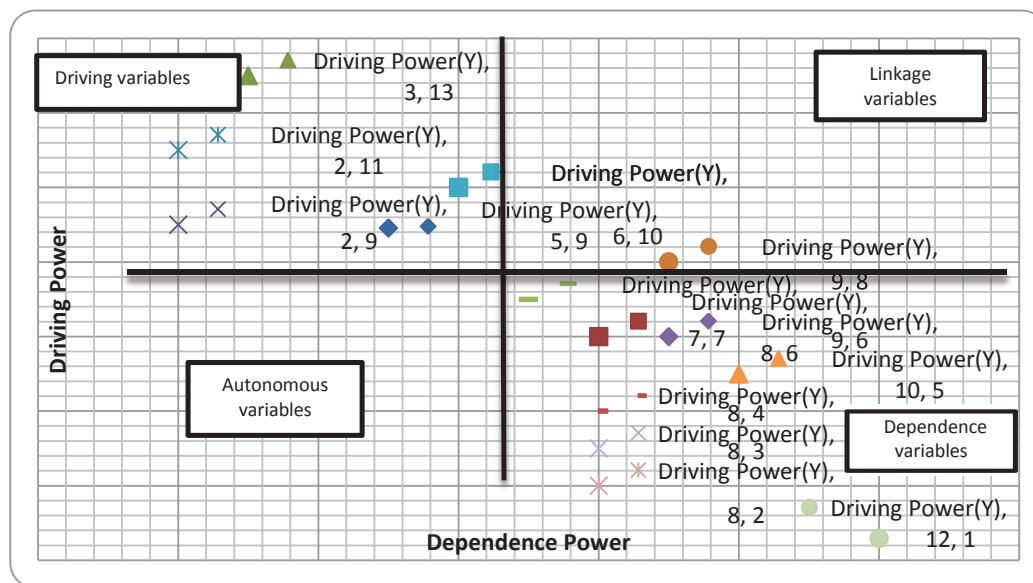 Driving variables
Driving Power(Y),
3, 13
Linkage
variables
Driving Power(Y),
2, 11
Driving Power(Y),
6, 10
Driving Power(Y),
2, 9
Driving Power(Y),
5, 9
Driving Power(Y),
9, 8
Driving Power(Y),
7, 7
Driving Power(Y),
8, 6
Driving Power(Y),
9, 6
Driving Power(Y),
10, 5
Driving Power(Y),
8, 4
Driving Power(Y),
8, 3
Driving Power(Y),
8, 2
Driving Power(Y),
12, 1
Autonomous
variables
Dependence
variables
Driving Power
Dependence Power